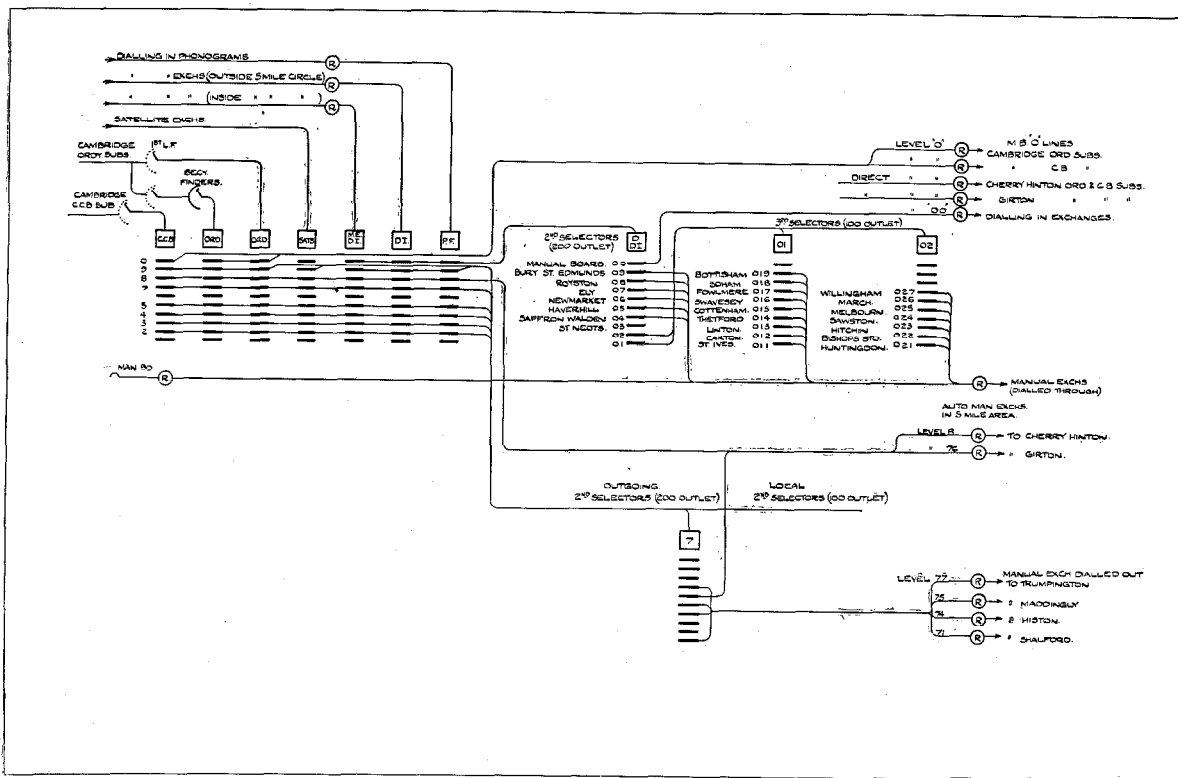 DIALLING IN PHONOGRAMS
" " EXCHS (OUTSIDE 5 MILE CIRCLE)
" " " (INSIDE " " ")
SATELLITE EXCHS.
CAMBRIDGE
ORDY. SUBS.
1ST L.F.
SECY.
FINDERS.
CAMBRIDGE
C.C.B SUB
C.C.B
ORD
ORD
SATS
D.I.
D.I.
P.F.
0
9
8
7
5
4
3
2
2ND SELECTORS
(200 OUTLET)
0
DI
MANUAL BOARD. 00
BURY ST. EDMUNDS 09
ROYSTON 08
ELY 07
NEWMARKET 06
HAVERHILL 05
SAFFRON WALDEN 04
ST NEOTS. 03
02
01
3RD SELECTORS (100 OUTLET)
01
BOTTISHAM 019
SOHAM 018
FOWLMERE 017
SWAVESEY 016
COTTENHAM. 015
THETFORD 014
LINTON. 013
CAXTON. 012
ST. IVES. 011
02
WILLINGHAM 027
MARCH. 026
MELBOURN. 025
SAWSTON. 024
HITCHIN 023
BISHOPS STD. 022
HUNTINGDON. 021
LEVEL "0" R M B "O" LINES
CAMBRIDGE ORD SUBS.
" " R " CB "
DIRECT " " R CHERRY HINTON ORD. & C B SUBS.
" " " R GIRTON " " "
" "00" R DIALLING IN EXCHANGES.
MAN BD R
R MANUAL EXCHS
(DIALLED THROUGH)
AUTO MAN EXCHS.
IN 5 MILE AREA.
LEVEL 8 R TO CHERRY HINTON.
" 76 R " GIRTON.
OUTGOING
2ND SELECTORS (200 OUTLET)
LOCAL
2ND SELECTORS (100 OUTLET)
7
LEVEL 77 R MANUAL EXCH DIALLED OUT
TO TRUMPINGTON
75 R " MADDINGLY
74 R " HISTON.
71 R " SHALFORD.